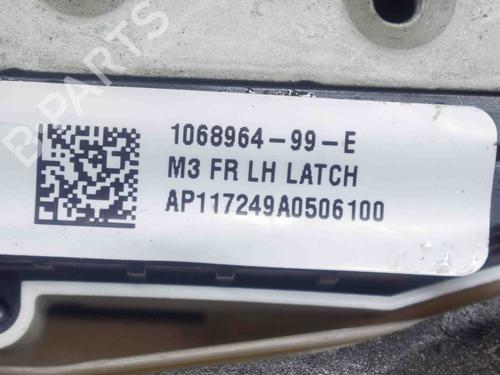 B PARTS
1068964-99-E
M3 FR LH LATCH
AP117249A0506100